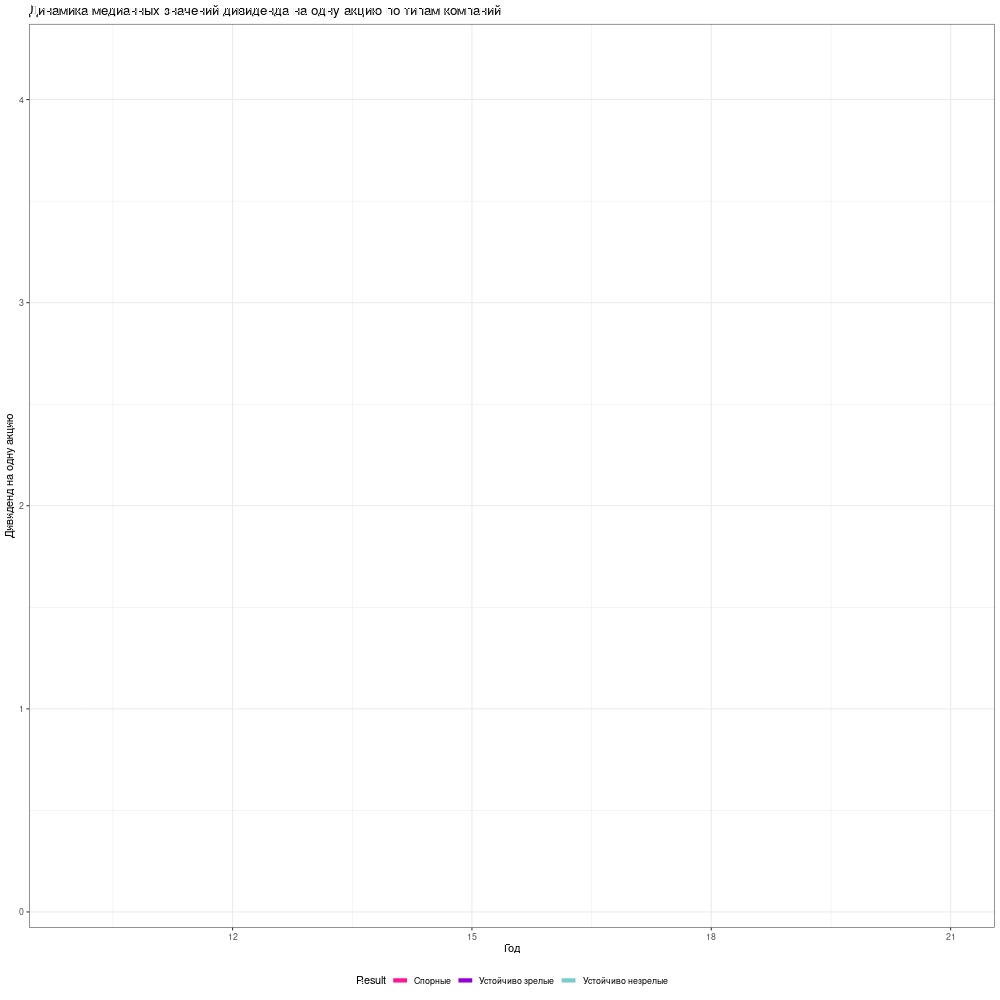 Динамика медианных значений дивиденда на одну акцию по типам компаний
4
3
2
1
0
Дивиденд на одну акцию
12 15 18 21
Год
Result Спорные Устойчиво зрелые Устойчиво незрелые